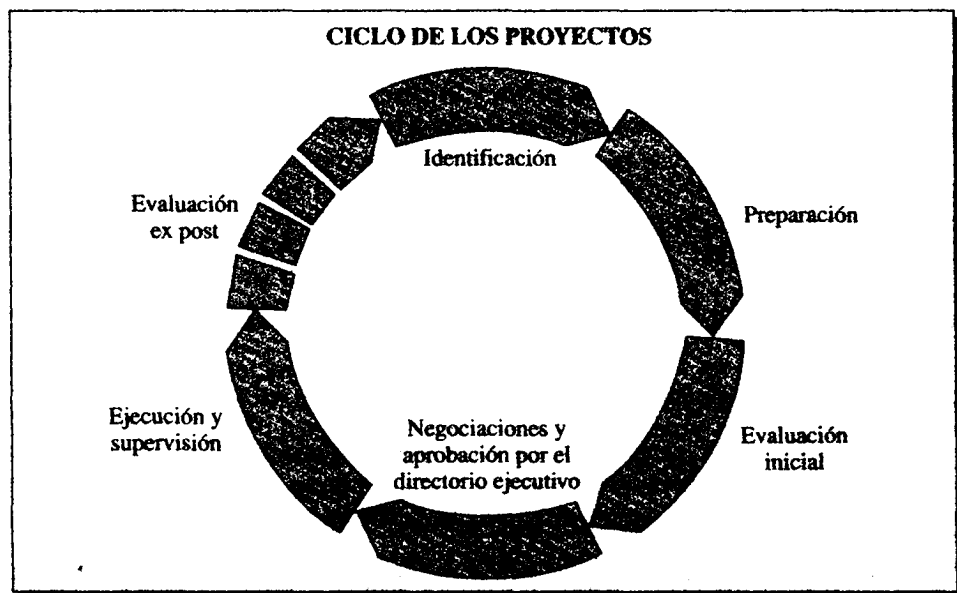 CICLO DE LOS PROYECTOS
Identificación
Preparación
Evaluación
inicial
Negociaciones y
aprobación por el
directorio ejecutivo
Ejecución y
supervisión
Evaluación
ex post